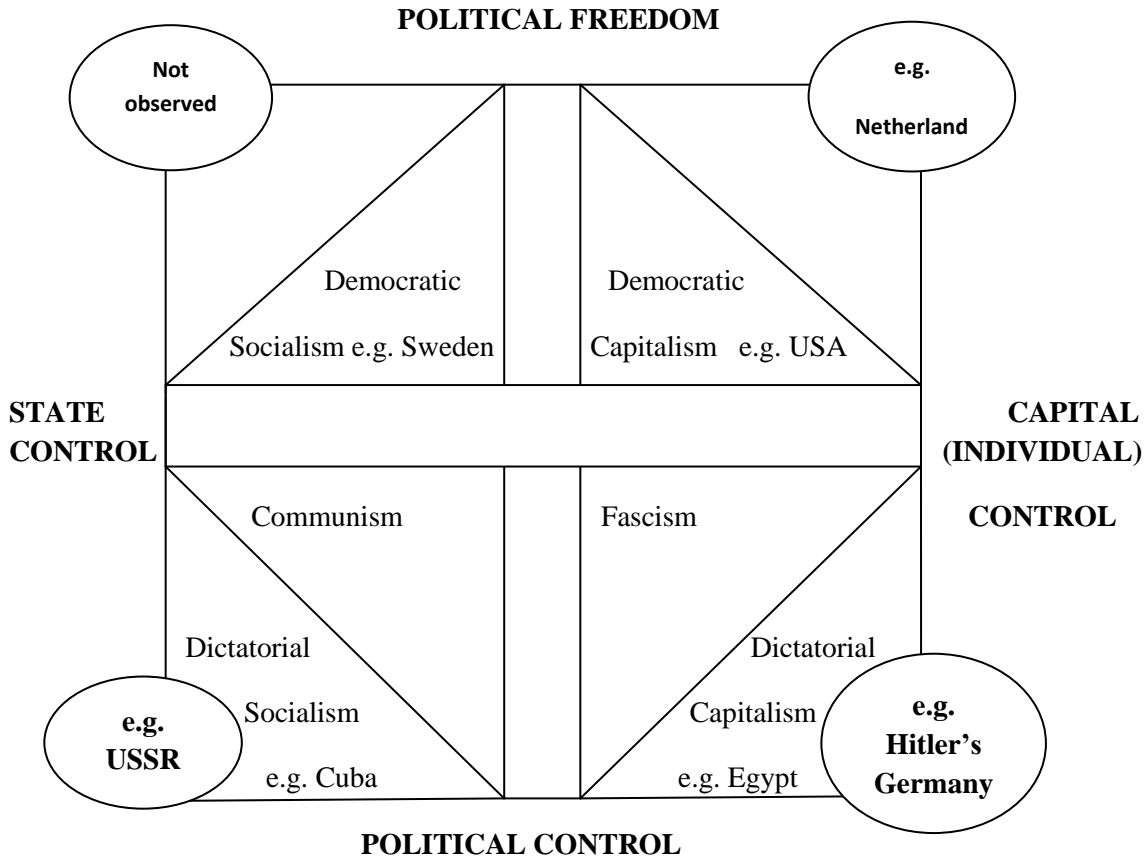 POLITICAL FREEDOM
Not
observed
e.g.
Netherland
Democratic
Socialism e.g. Sweden
Democratic
Capitalism e.g. USA
STATE
CONTROL
CAPITAL
(INDIVIDUAL)
CONTROL
Communism
Fascism
Dictatorial
Socialism
e.g. Cuba
Dictatorial
Capitalism
e.g. Egypt
e.g.
USSR
e.g.
Hitler’s
Germany
POLITICAL CONTROL